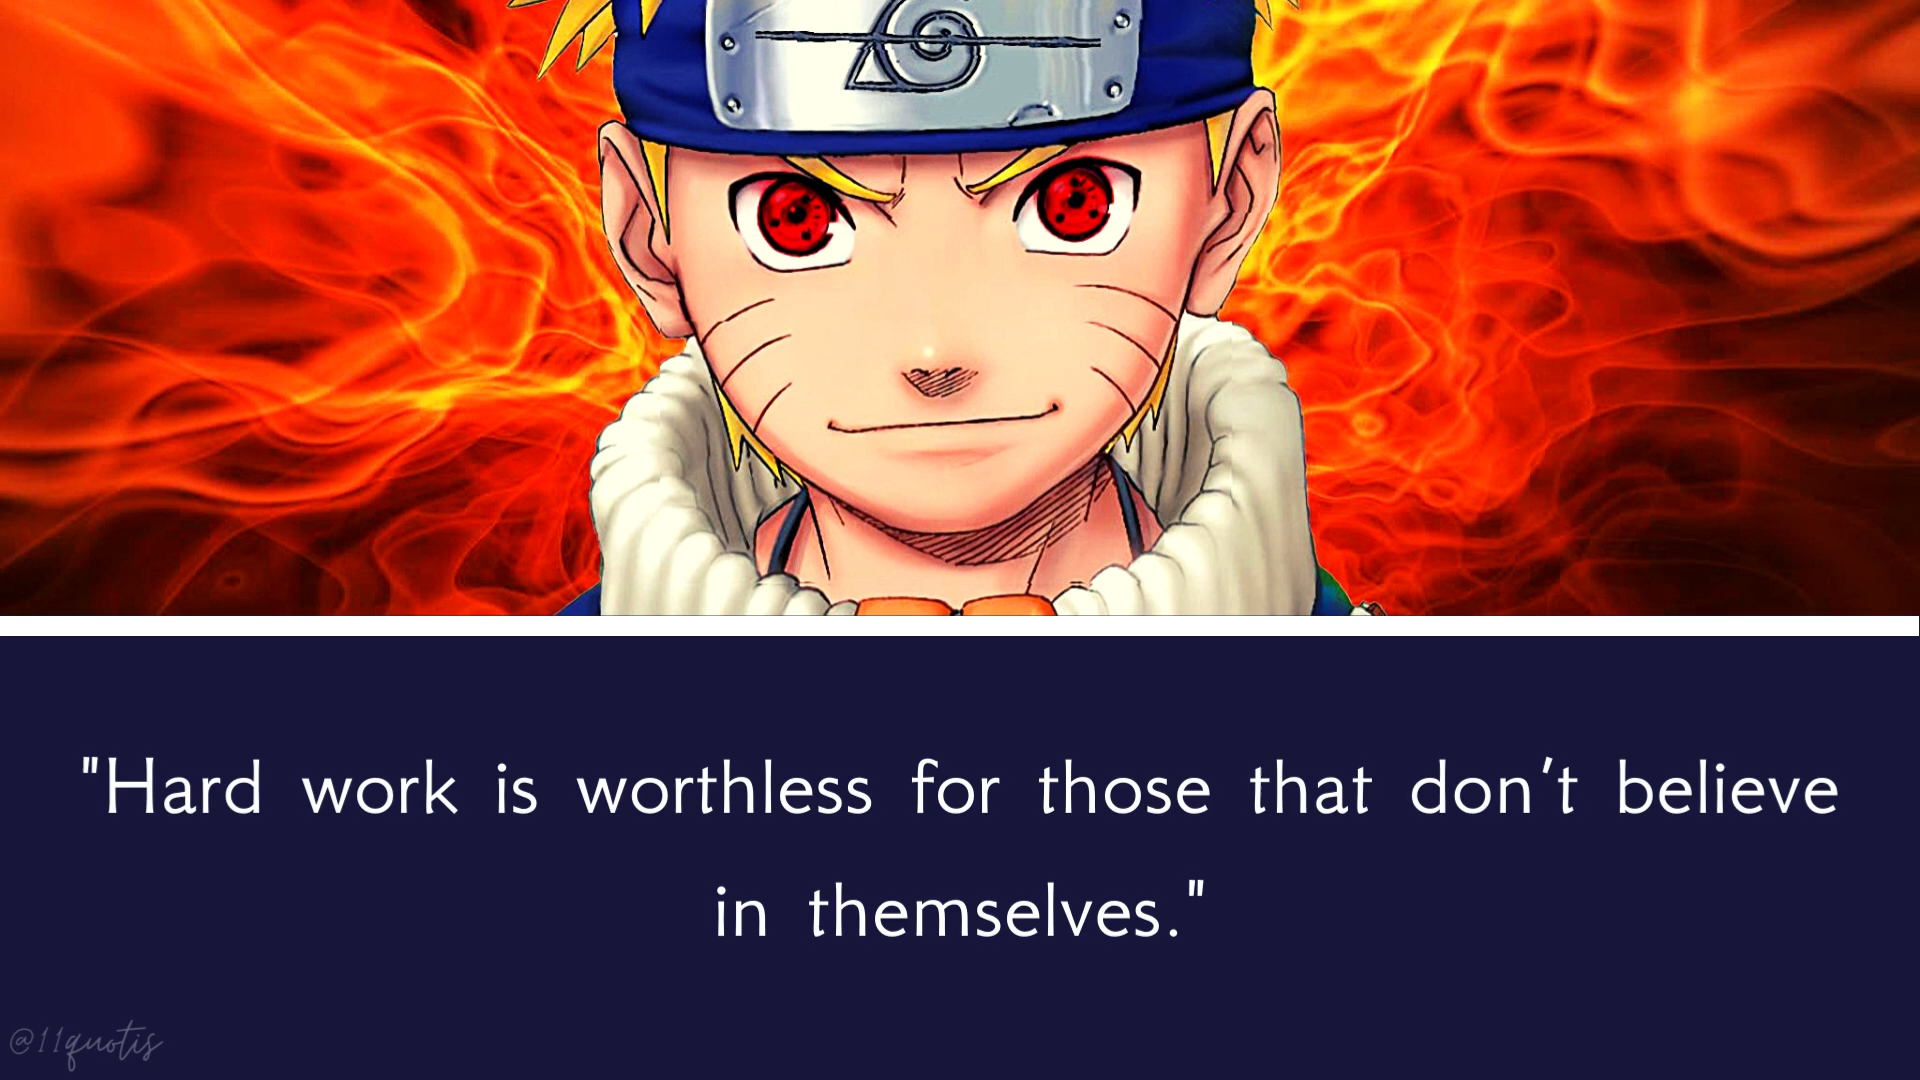 "Hard work is worthless for those that don't believe
in themselves."
@11quotis